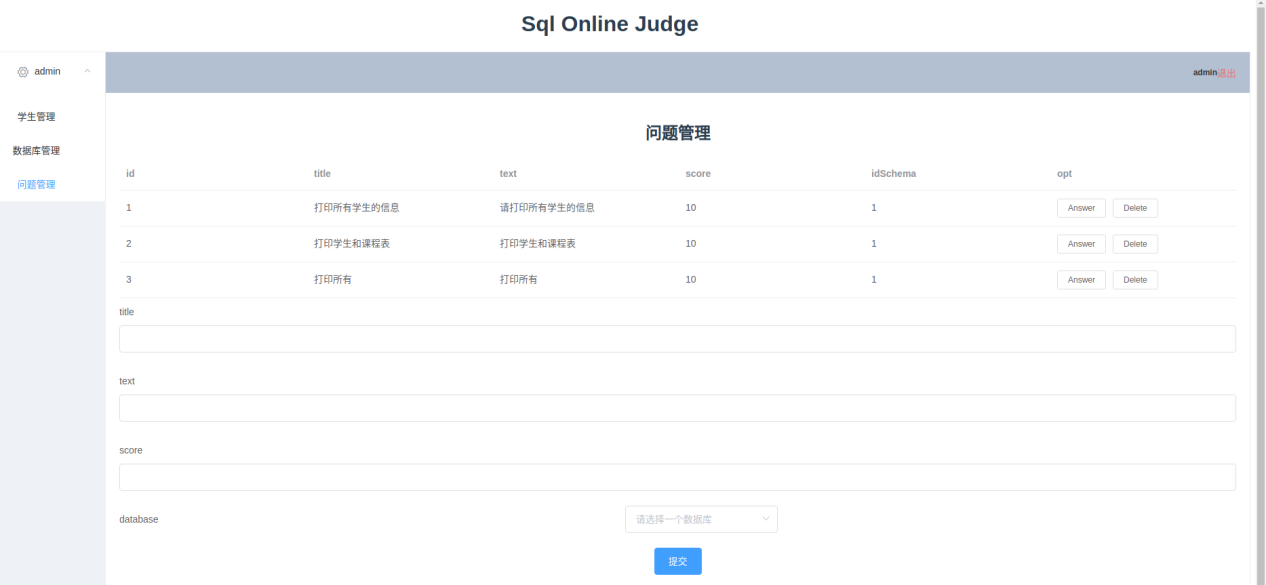 Sql Online Judge
admin
admin退出
学生管理
数据库管理
问题管理
问题管理
id title text score idSchema opt
1 打印所有学生的信息 请打印所有学生的信息 10 1 Answer Delete
2 打印学生和课程表 打印学生和课程表 10 1 Answer Delete
3 打印所有 打印所有 10 1 Answer Delete
title
text
score
database 请选择一个数据库
提交